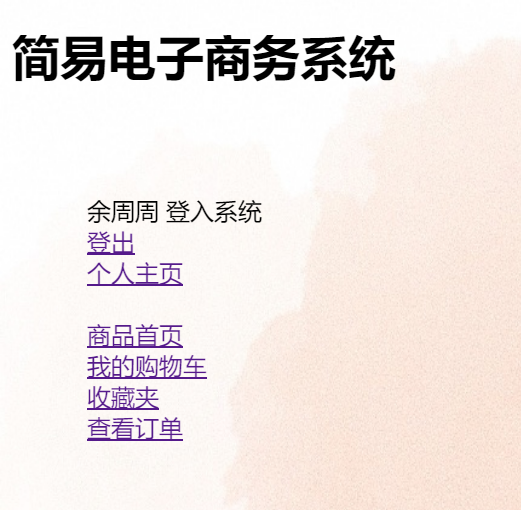 简易电子商务系统
余周周 登入系统
登出
个人主页
商品首页
我的购物车
收藏夹
查看订单